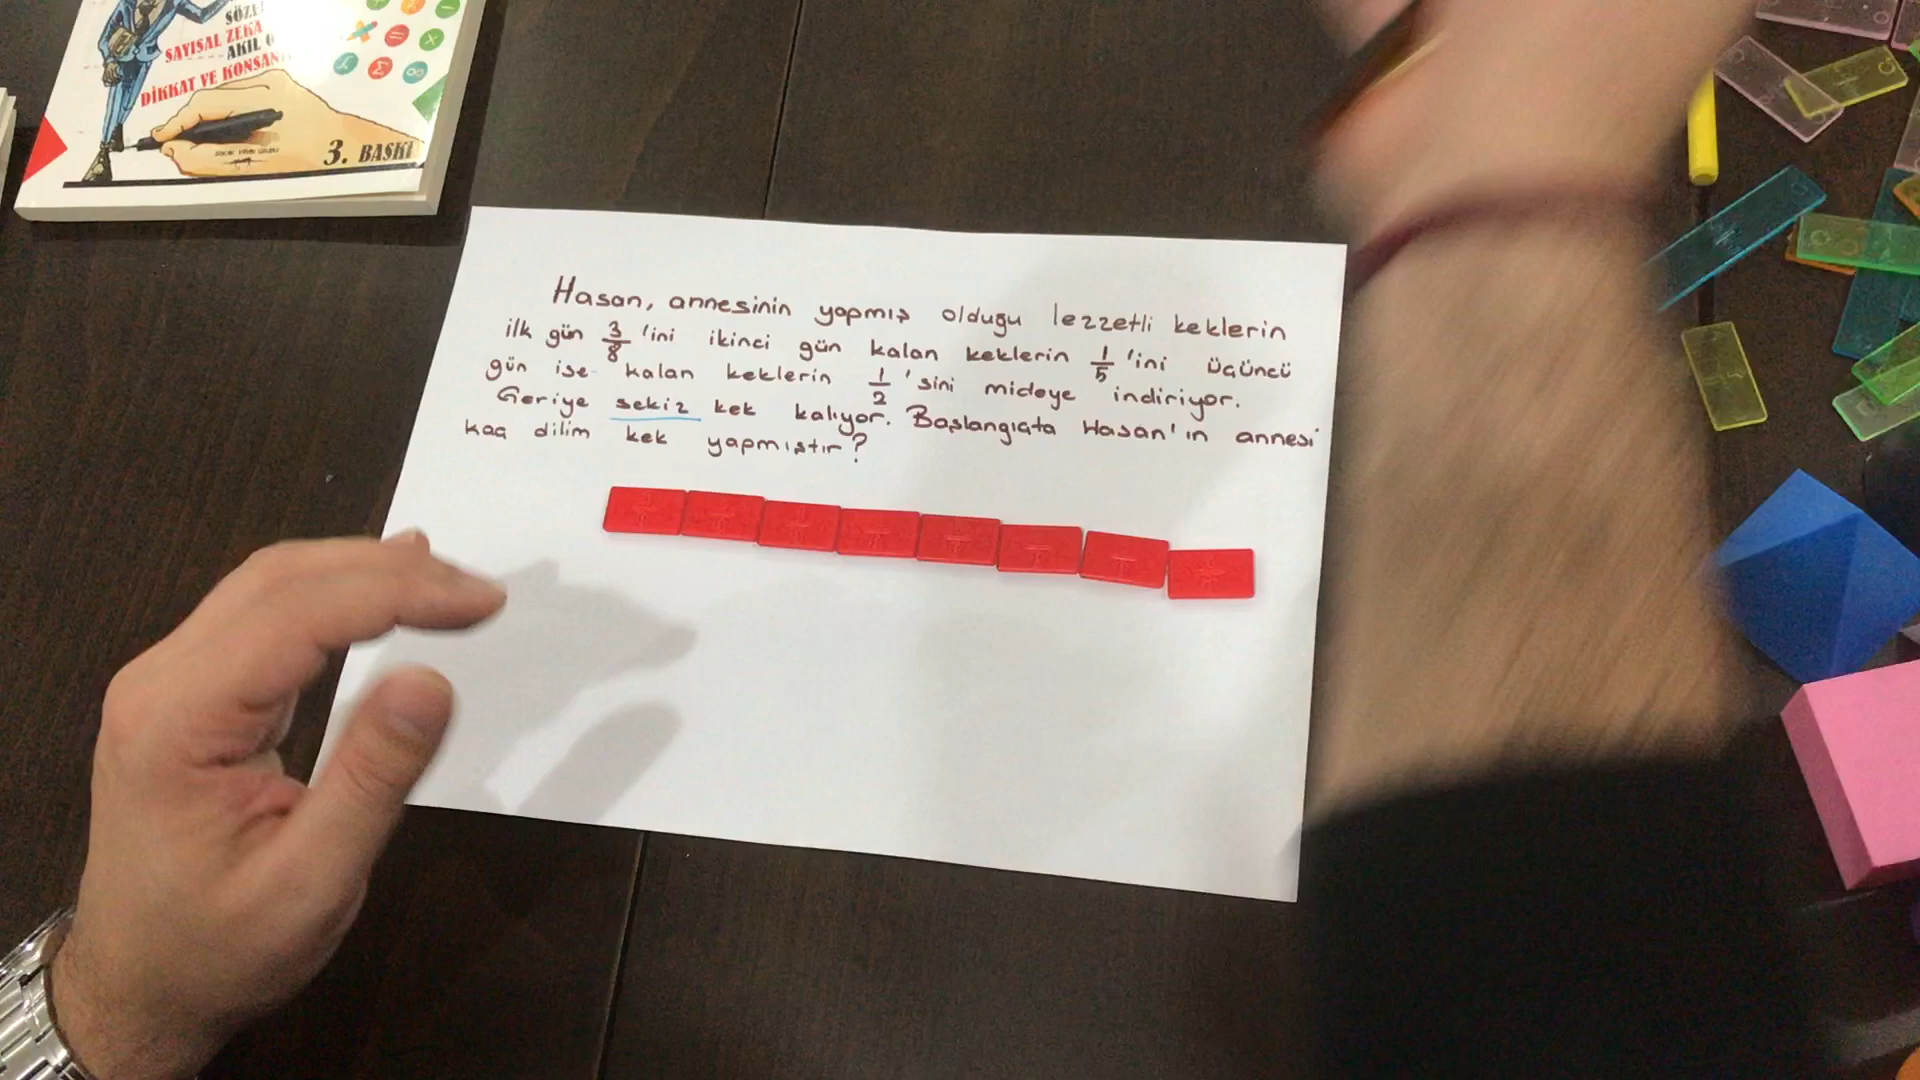 SAYISAL ZEKA
DİKKAT VE
3. BASKI
Hasan, annesinin yapmış olduğu lezzetli keklerin
ilk gün 3/8 'ini ikinci gün kalan keklerin 1/5 'ini üçüncü
gün ise kalan keklerin 1/2 'sini mideye indiriyor.
Geriye sekiz kek kalıyor. Başlangıçta Hasan'ın annesi
kaç dilim kek yapmıştır?